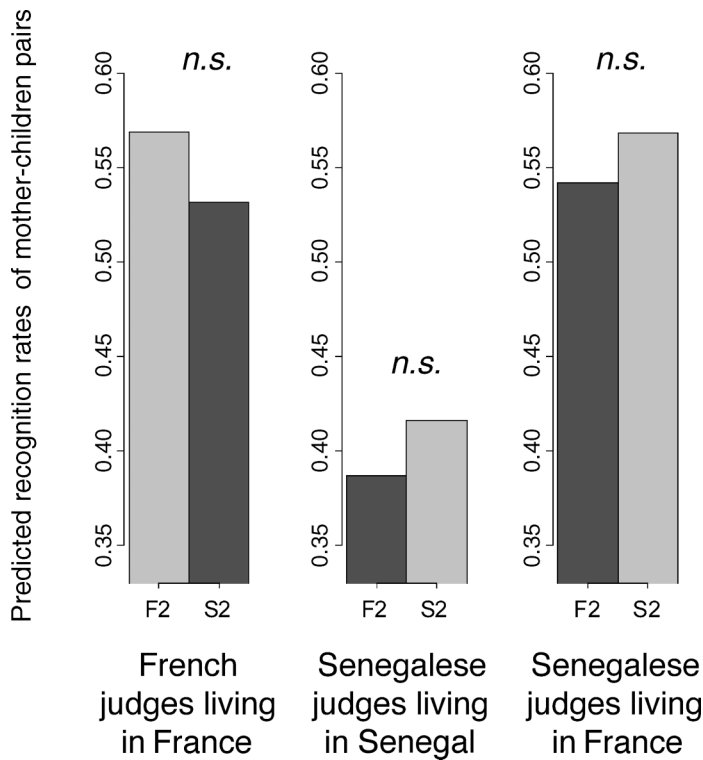 Predicted recognition rates of mother-children pairs
n.s.
0.60
0.55
0.50
0.45
0.40
0.35
F2 S2
French
judges living
in France
n.s.
0.60
0.55
0.50
0.45
0.40
0.35
F2 S2
Senegalese
judges living
in Senegal
n.s.
0.60
0.55
0.50
0.45
0.40
0.35
F2 S2
Senegalese
judges living
in France